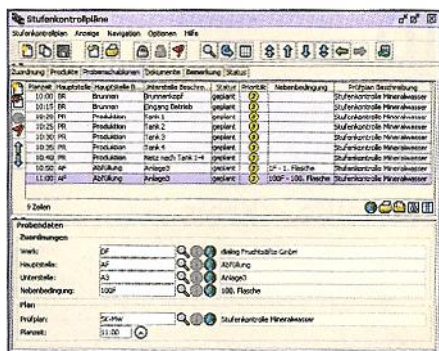 Stufenkontrollpläne
Stufenkontrollplan Anzeige Navigation Optionen Hilfe
Zuordnung Produkte Probenschablonen Dokumente Bemerkung Status
Planzeit Hauptstelle Hauptstelle B... Unterstelle Beschre... Status Priorität Nebenbedingung Prüfplan Beschreibung
10:00 BR Brunnen Brunnenkopf geplant Stufenkontrolle Mineralwasser
10:15 BR Brunnen Eingang Betrieb geplant Stufenkontrolle Mineralwasser
10:20 PR Produktion Tank 1 geplant Stufenkontrolle Mineralwasser
10:25 PR Produktion Tank 2 geplant Stufenkontrolle Mineralwasser
10:30 PR Produktion Tank 3 geplant Stufenkontrolle Mineralwasser
10:35 PR Produktion Tank 4 geplant Stufenkontrolle Mineralwasser
10:40 PR Produktion Netz nach Tank 1-4 geplant Stufenkontrolle Mineralwasser
10:50 AF Abfüllung Anlage3 geplant 1F - 1. Flasche Stufenkontrolle Mineralwasser
11:00 AF Abfüllung Anlage3 geplant 100F - 100. Flasche Stufenkontrolle Mineralwasser
9 Zeilen
Probendaten
Zuordnungen
Werk: DF dialog Fruchtsäfte GmbH
Hauptstelle: AF Abfüllung
Unterstelle: A3 Anlage3
Nebenbedingung: 100F 100. Flasche
Plan
Prüfplan: SK-MW Stufenkontrolle Mineralwasser
Planzeit: 11:00